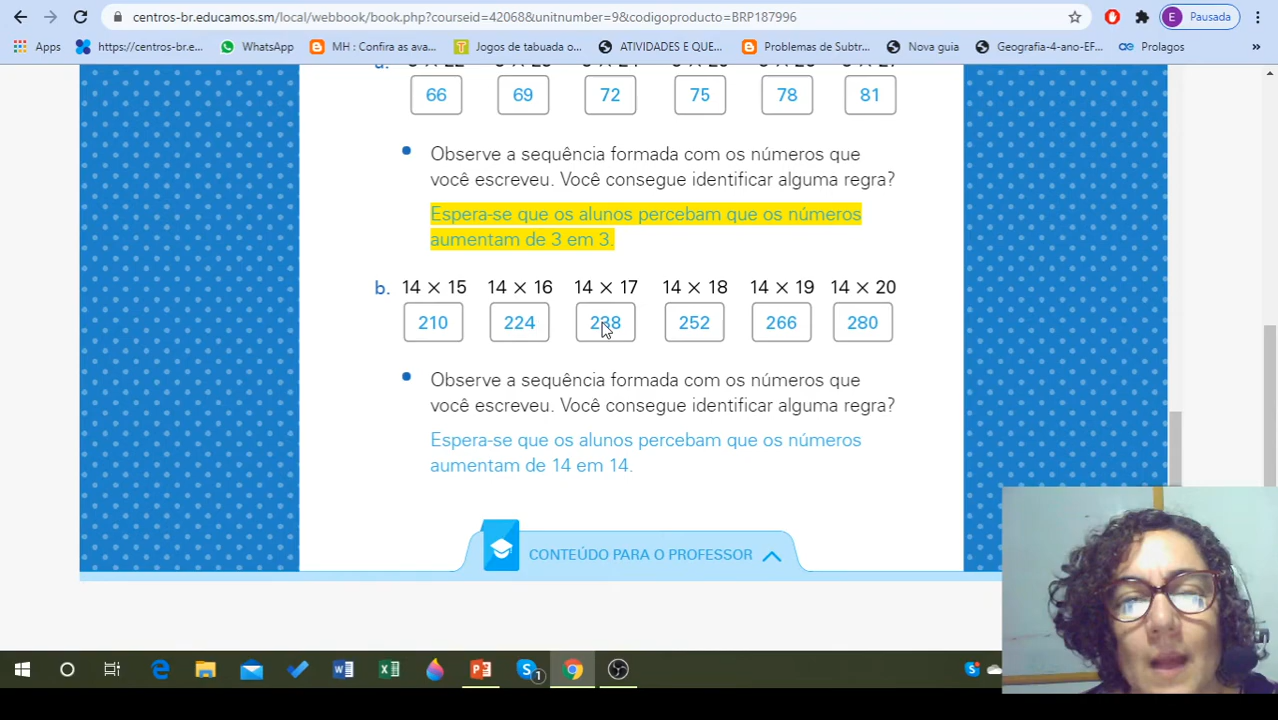 centros-br.educamos.sm/local/webbook/book.php?courseid=42068&unitnumber=9&codigoproducto=BRP187996
E Pausada
Apps https://centros-br.e... WhatsApp MH : Confira as ava... Jogos de tabuada o... ATIVIDADES E QUE... Problemas de Subtr... Nova guia Geografia-4-ano-EF... Prolagos »
66 69 72 75 78 81
Observe a sequência formada com os números que
você escreveu. Você consegue identificar alguma regra?
Espera-se que os alunos percebam que os números
aumentam de 3 em 3.
b. 14 × 15 14 × 16 14 × 17 14 × 18 14 × 19 14 × 20
210 224 238 252 266 280
Observe a sequência formada com os números que
você escreveu. Você consegue identificar alguma regra?
Espera-se que os alunos percebam que os números
aumentam de 14 em 14.
CONTEÚDO PARA O PROFESSOR